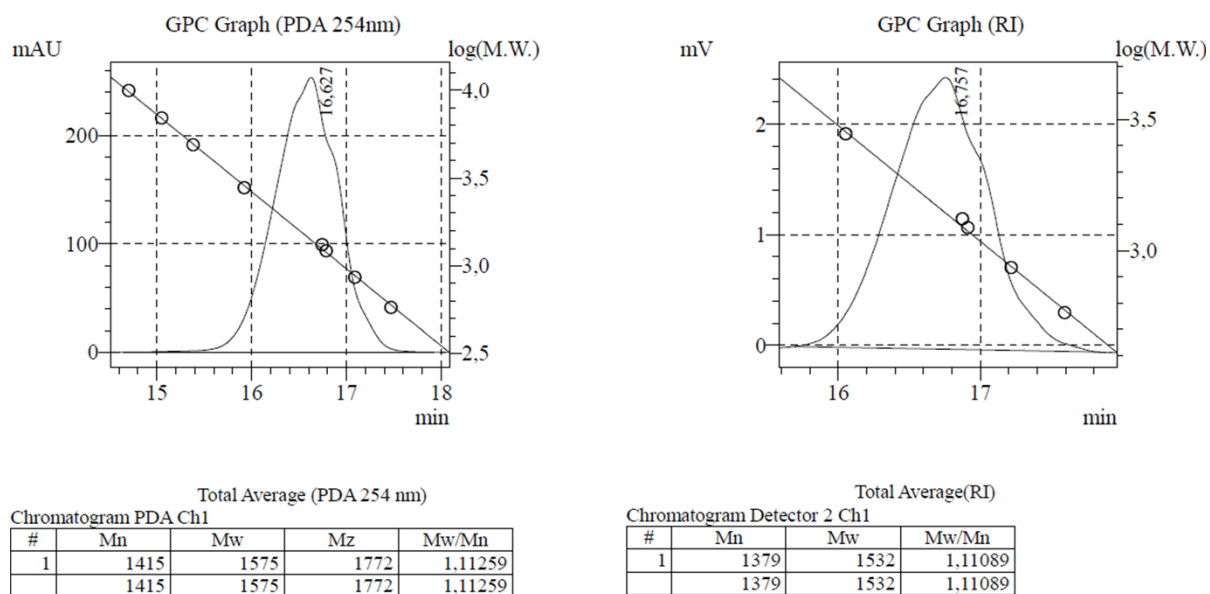 GPC Graph (PDA 254nm)
mAU
log(M.W.)
16,627
4,0
200
3,5
100
3,0
0
2,5
15 16 17 18
min
GPC Graph (RI)
mV
log(M.W.)
16,757
2
3,5
1
3,0
0
16 17
min
Total Average (PDA 254 nm)
Chromatogram PDA Ch1
# Mn Mw Mz Mw/Mn
1 1415 1575 1772 1,11259
1415 1575 1772 1,11259
Total Average(RI)
Chromatogram Detector 2 Ch1
# Mn Mw Mw/Mn
1 1379 1532 1,11089
1379 1532 1,11089